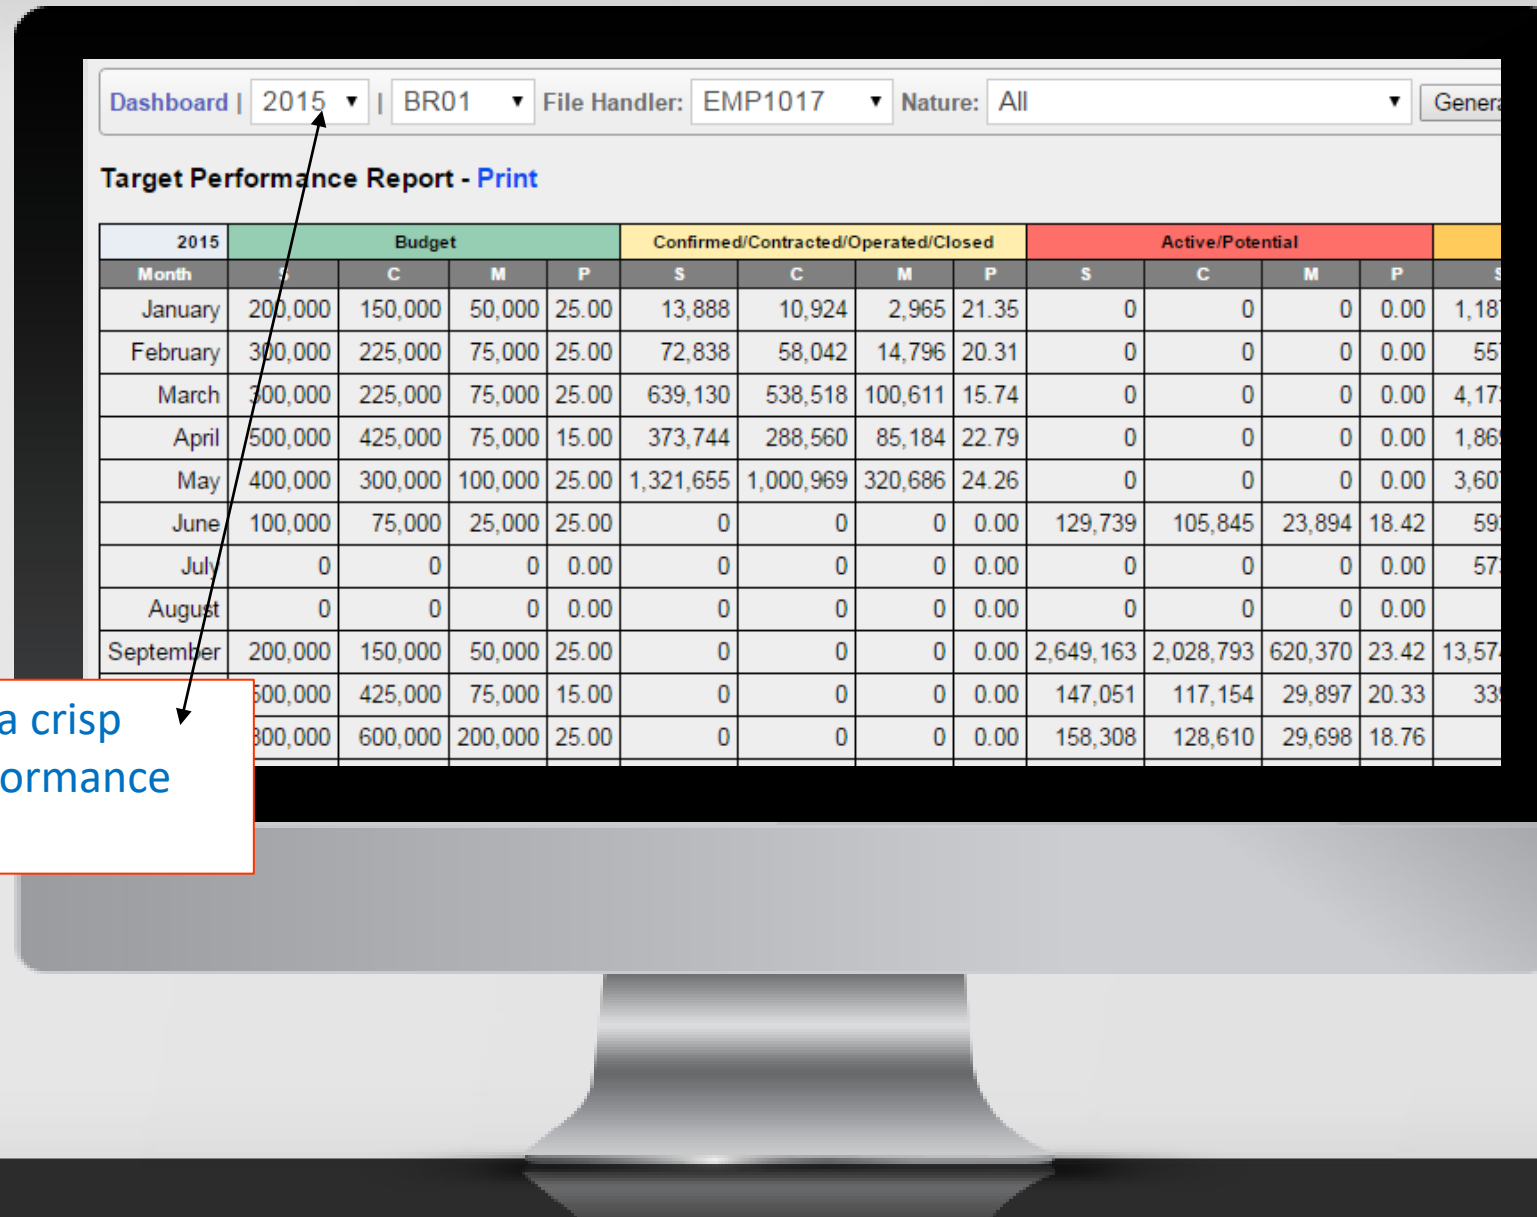 Dashboard | 2015 | BR01 File Handler: EMP1017 Nature: All
Target Performance Report - Print
2015 Budget Confirmed/Contracted/Operated/Closed Active/Potential
Month S C M P S C M P S C M P
January 200,000 150,000 50,000 25.00 13,888 10,924 2,965 21.35 0 0 0 0.00
February 300,000 225,000 75,000 25.00 72,838 58,042 14,796 20.31 0 0 0 0.00
March 300,000 225,000 75,000 25.00 639,130 538,518 100,611 15.74 0 0 0 0.00
April 500,000 425,000 75,000 15.00 373,744 288,560 85,184 22.79 0 0 0 0.00
May 400,000 300,000 100,000 25.00 1,321,655 1,000,969 320,686 24.26 0 0 0 0.00
June 100,000 75,000 25,000 25.00 0 0 0 0.00 129,739 105,845 23,894 18.42
July 0 0 0 0.00 0 0 0 0.00 0 0 0 0.00
August 0 0 0 0.00 0 0 0 0.00 0 0 0 0.00
September 200,000 150,000 50,000 25.00 0 0 0 0.00 2,649,163 2,028,793 620,370 23.42
425,000 75,000 15.00 0 0 0 0.00 147,051 117,154 29,897 20.33
600,000 200,000 25.00 0 0 0 0.00 158,308 128,610 29,698 18.76
a crisp
ormance